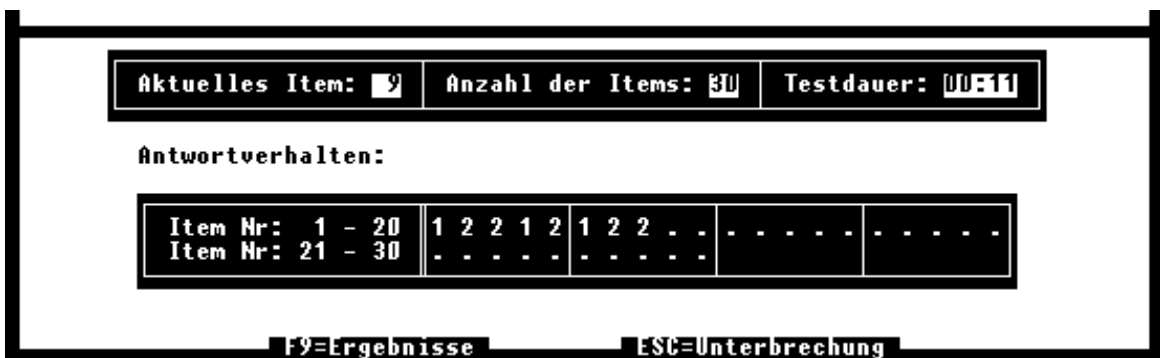 Aktuelles Item: 9 Anzahl der Items: 30 Testdauer: 00:11
Antwortverhalten:
Item Nr: 1 - 20 1 2 2 1 2 1 2 2 . . . . . . . . . . . .
Item Nr: 21 - 30 . . . . . . . . . .
F9=Ergebnisse ESC=Unterbrechung